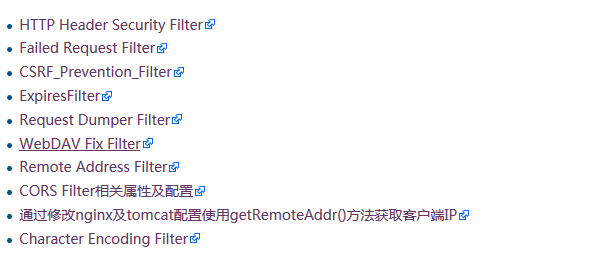 HTTP Header Security Filter
Failed Request Filter
CSRF_Prevention_Filter
ExpiresFilter
Request Dumper Filter
WebDAV Fix Filter
Remote Address Filter
CORS Filter相关属性及配置
通过修改nginx及tomcat配置使用getRemoteAddr()方法获取客户端IP
Character Encoding Filter